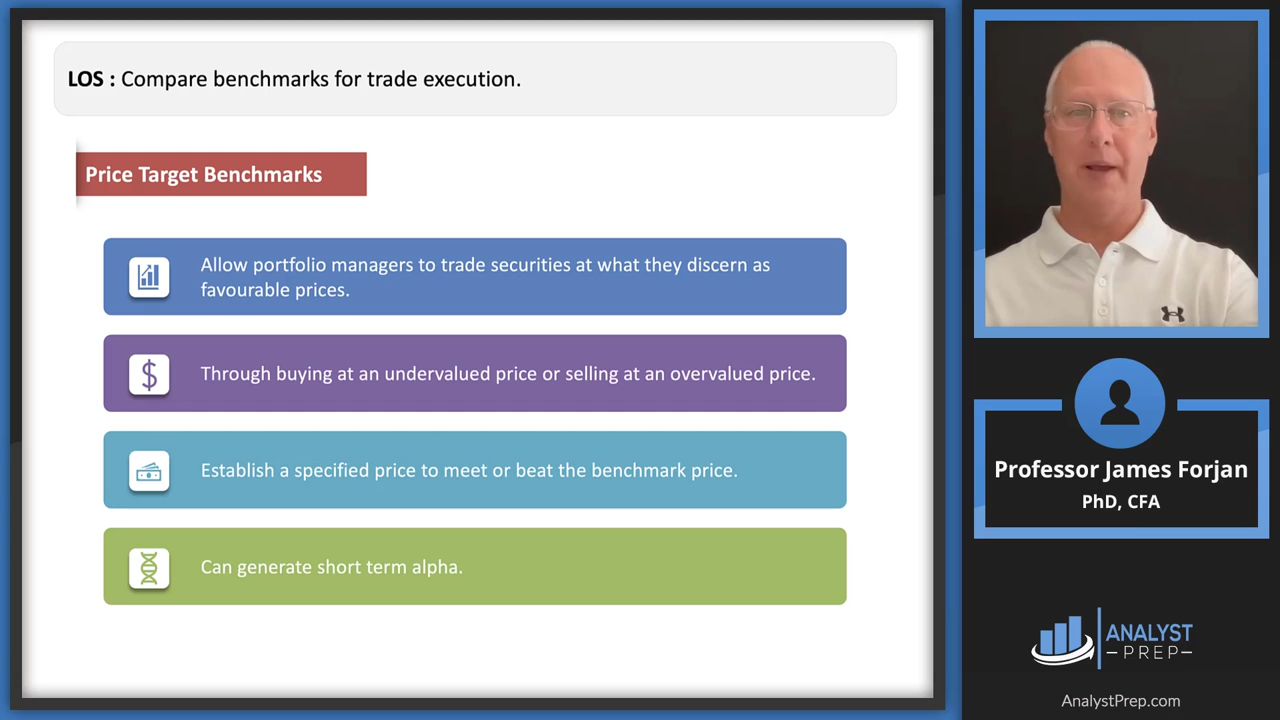 LOS : Compare benchmarks for trade execution.
Price Target Benchmarks
Allow portfolio managers to trade securities at what they discern as
favourable prices.
$ Through buying at an undervalued price or selling at an overvalued price.
Establish a specified price to meet or beat the benchmark price.
Can generate short term alpha.
Professor James Forjan
PhD, CFA
ANALYST
–PREP–
AnalystPrep.com